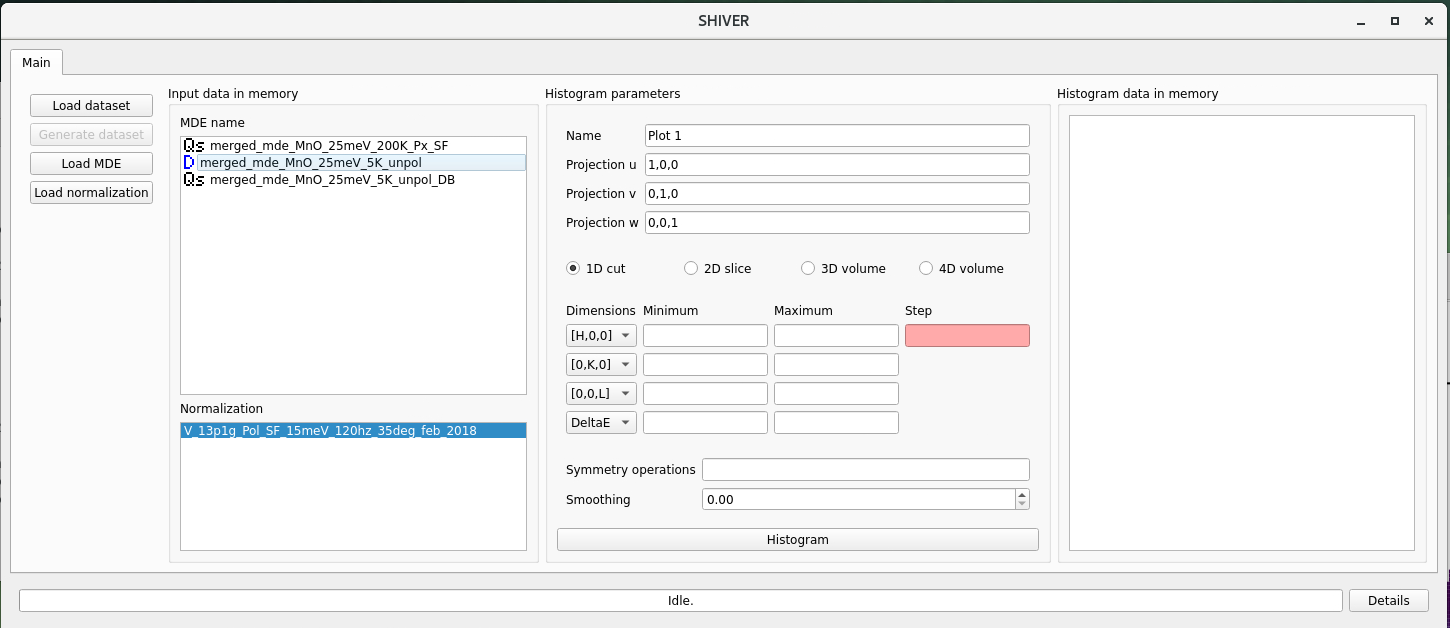 SHIVER
Main
Load dataset
Generate dataset
Load MDE
Load normalization
Input data in memory
MDE name
Qs merged_mde_MnO_25meV_200K_Px_SF
D merged_mde_MnO_25meV_5K_unpol
Qs merged_mde_MnO_25meV_5K_unpol_DB
Normalization
V_13p1g_Pol_SF_15meV_120hz_35deg_feb_2018
Histogram parameters
Name Plot 1
Projection u 1,0,0
Projection v 0,1,0
Projection w 0,0,1
1D cut 2D slice 3D volume 4D volume
Dimensions Minimum Maximum Step
[H,0,0]
[0,K,0]
[0,0,L]
DeltaE
Symmetry operations
Smoothing 0.00
Histogram
Histogram data in memory
Idle.
Details